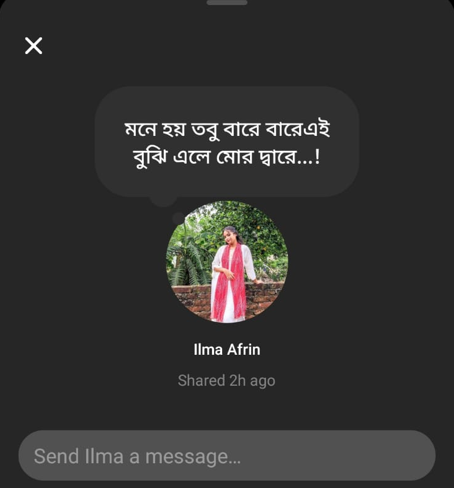 মনে হয় তবু বারে বারেএই
বুঝি এলে মোর দ্বারে...!
Ilma Afrin
Shared 2h ago
Send Ilma a message...